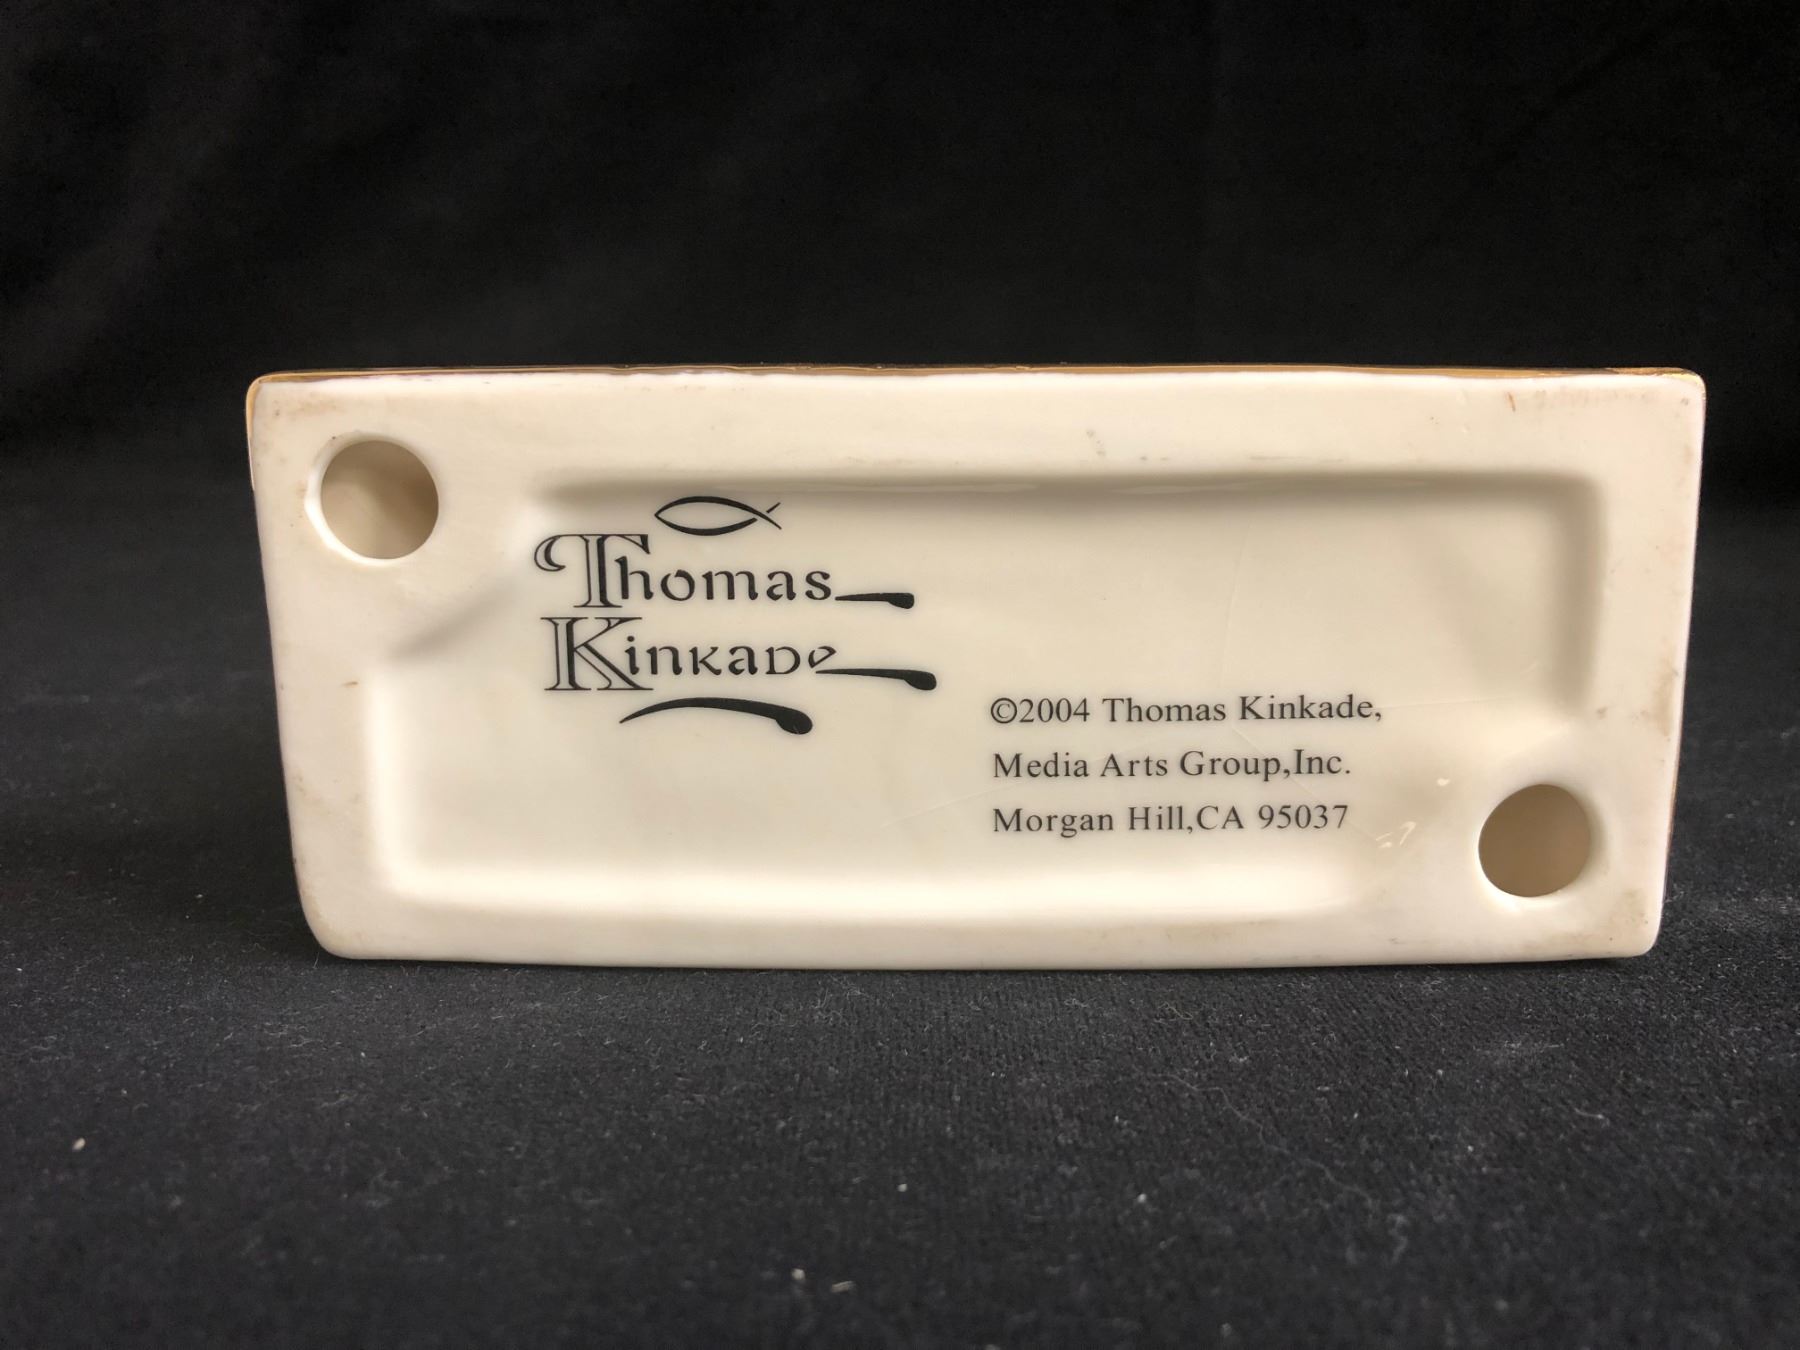 Thomas
Kinkade
©2004 Thomas Kinkade,
Media Arts Group,Inc.
Morgan Hill,CA 95037